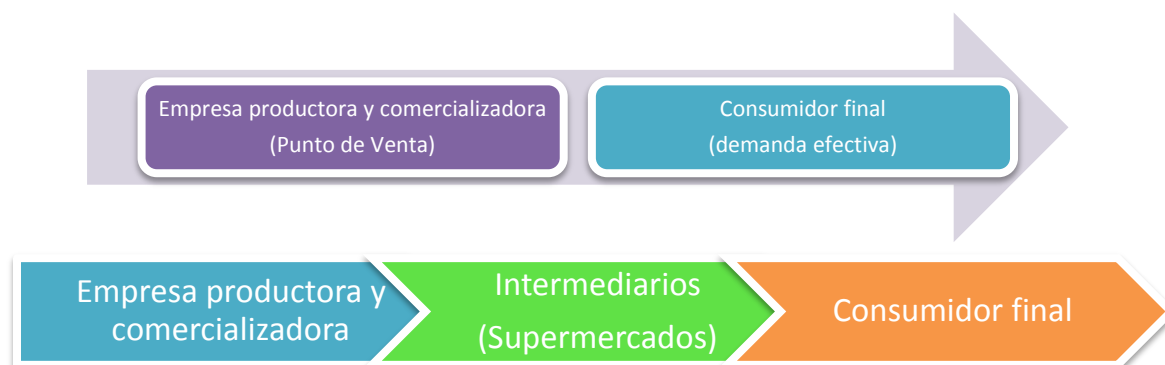 Empresa productora y comercializadora
(Punto de Venta)
Consumidor final
(demanda efectiva)
Empresa productora y
comercializadora
Intermediarios
(Supermercados)
Consumidor final